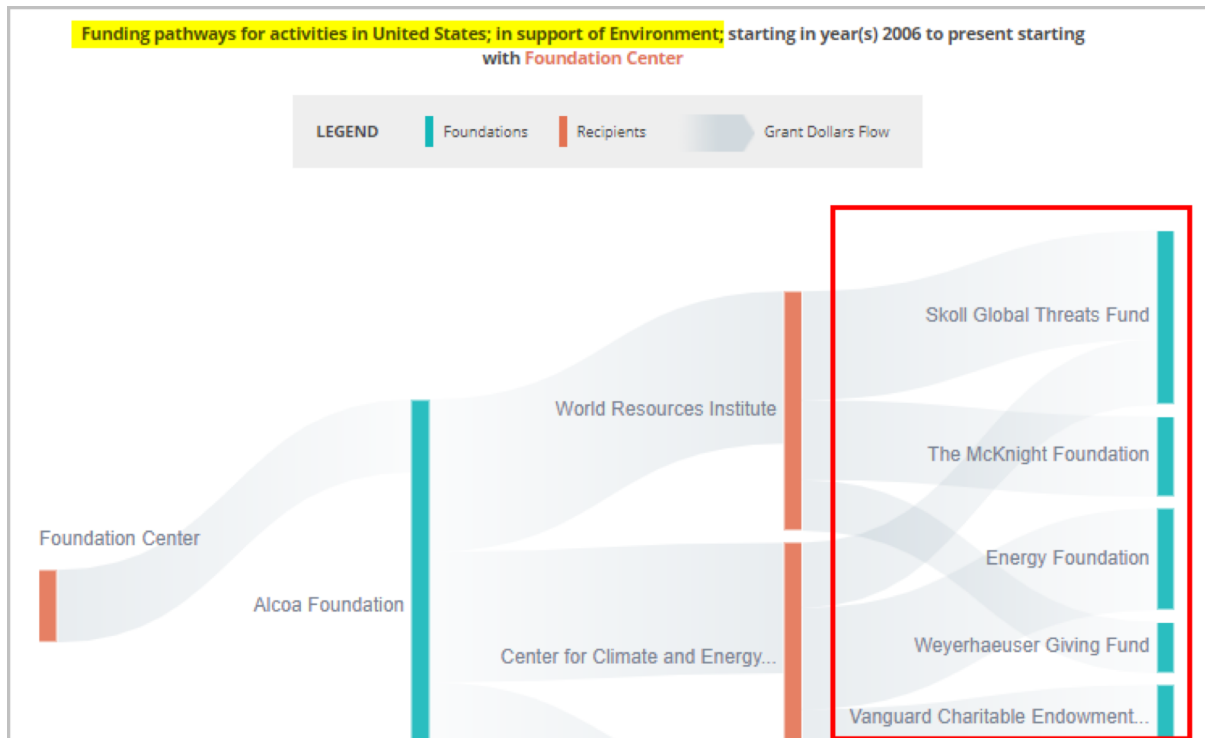 Funding pathways for activities in United States; in support of Environment; starting in year(s) 2006 to present starting
with Foundation Center
LEGEND Foundations Recipients Grant Dollars Flow
Skoll Global Threats Fund
World Resources Institute
The McKnight Foundation
Foundation Center
Energy Foundation
Alcoa Foundation
Weyerhaeuser Giving Fund
Center for Climate and Energy...
Vanguard Charitable Endowment...